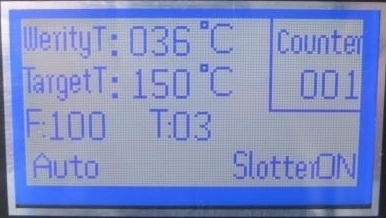 WerityT: 036°C
Counter
TargetT: 150°C
001
F:100 T:03
Auto SlotterON